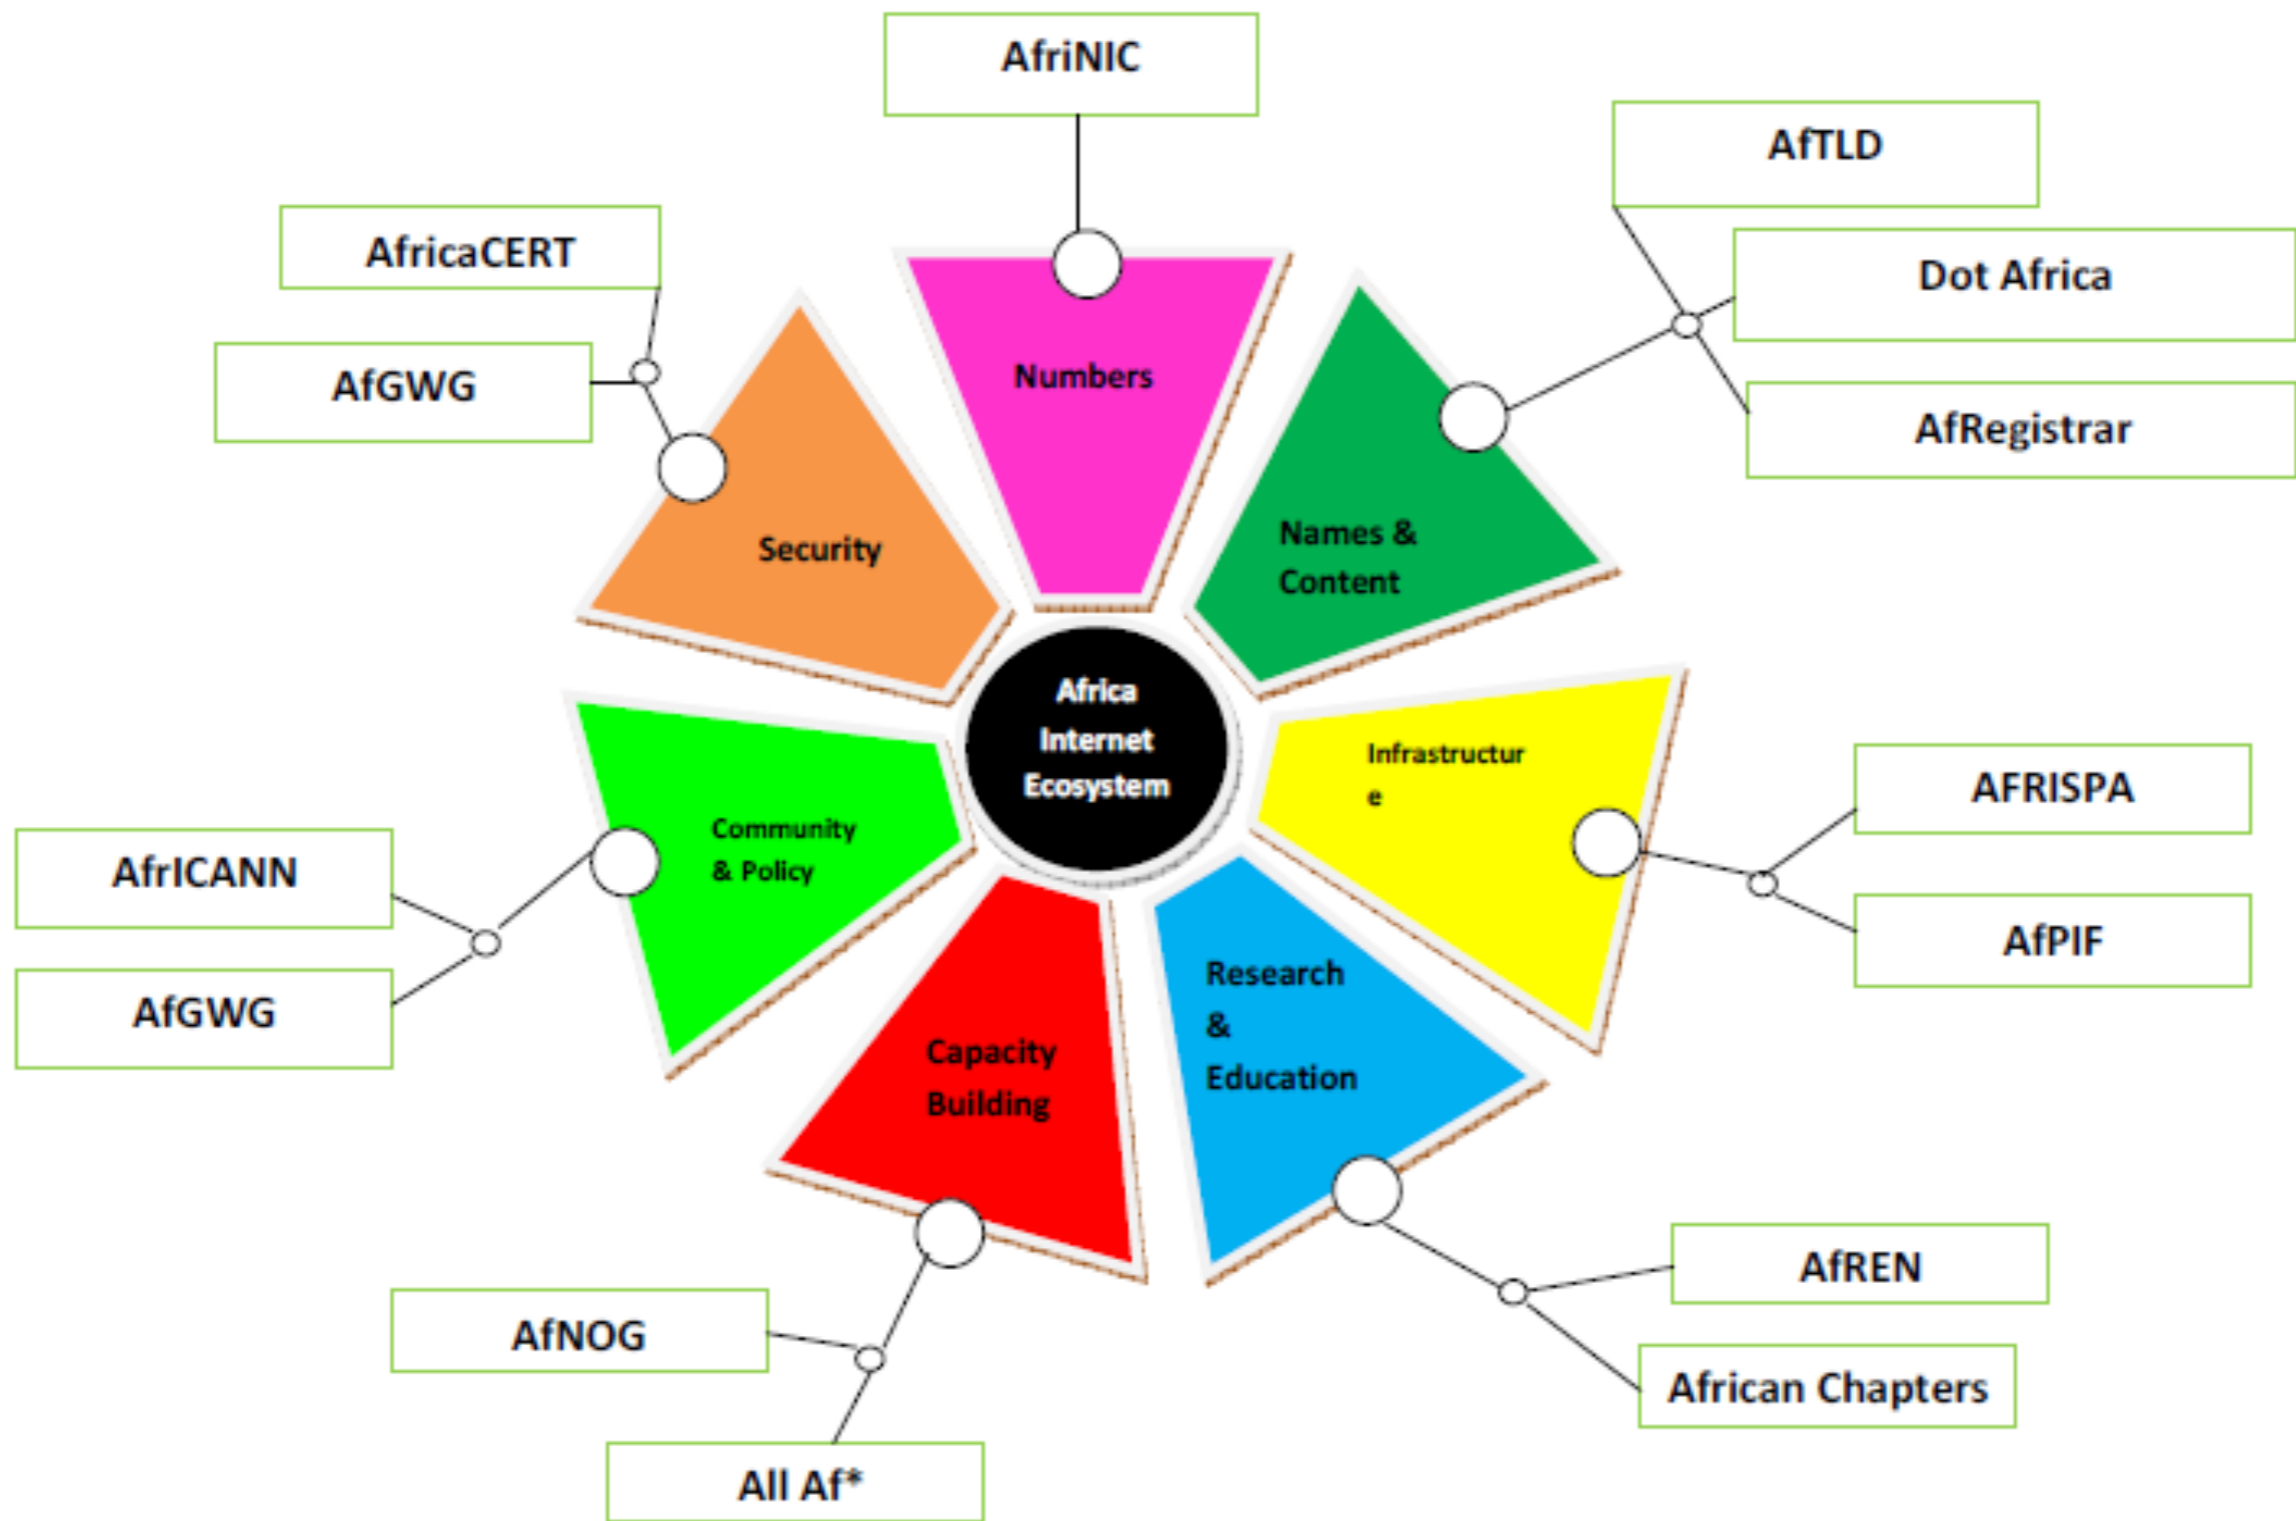 AfriNIC
AfTLD
AfricaCERT
Dot Africa
AfGWG
AfRegistrar
Numbers
Names &
Content
Security
Africa
Internet
Ecosystem
Infrastructur
e
AFRISPA
Community
& Policy
AfrICANN
AfPIF
AfGWG
Research
&
Education
Capacity
Building
AfREN
AfNOG
African Chapters
All Af*